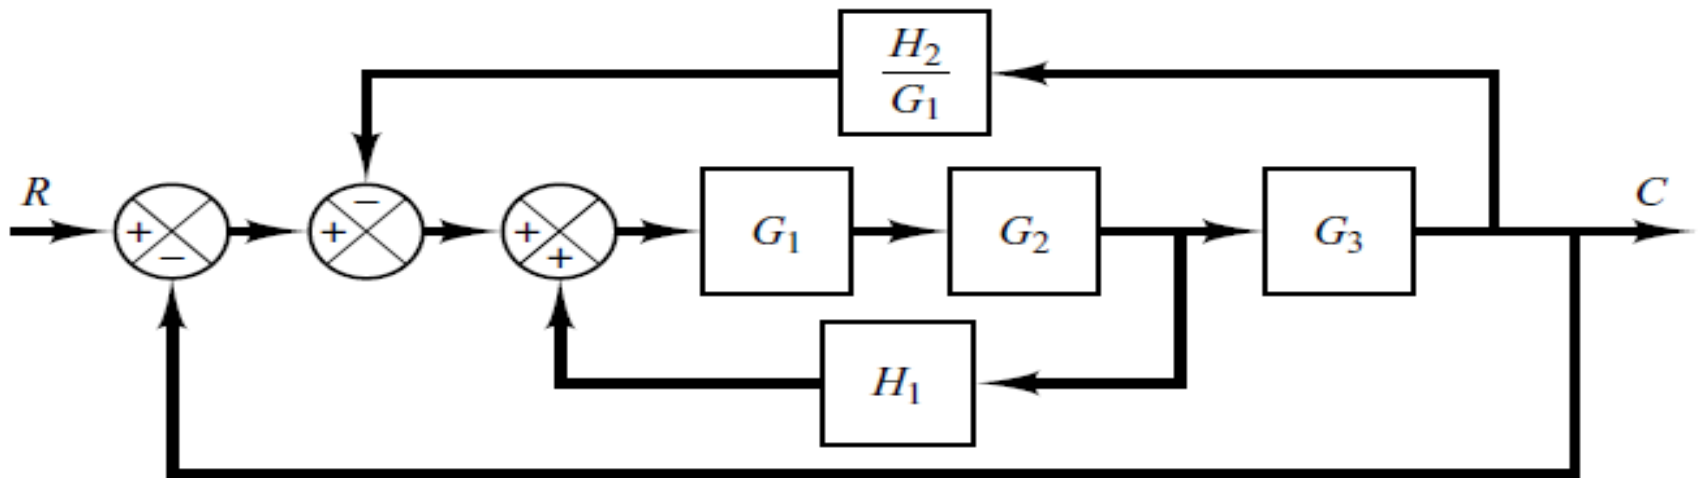 H₂
G₁
R
C
+
−
+
−
+
+
G₁
G₂
G₃
H₁